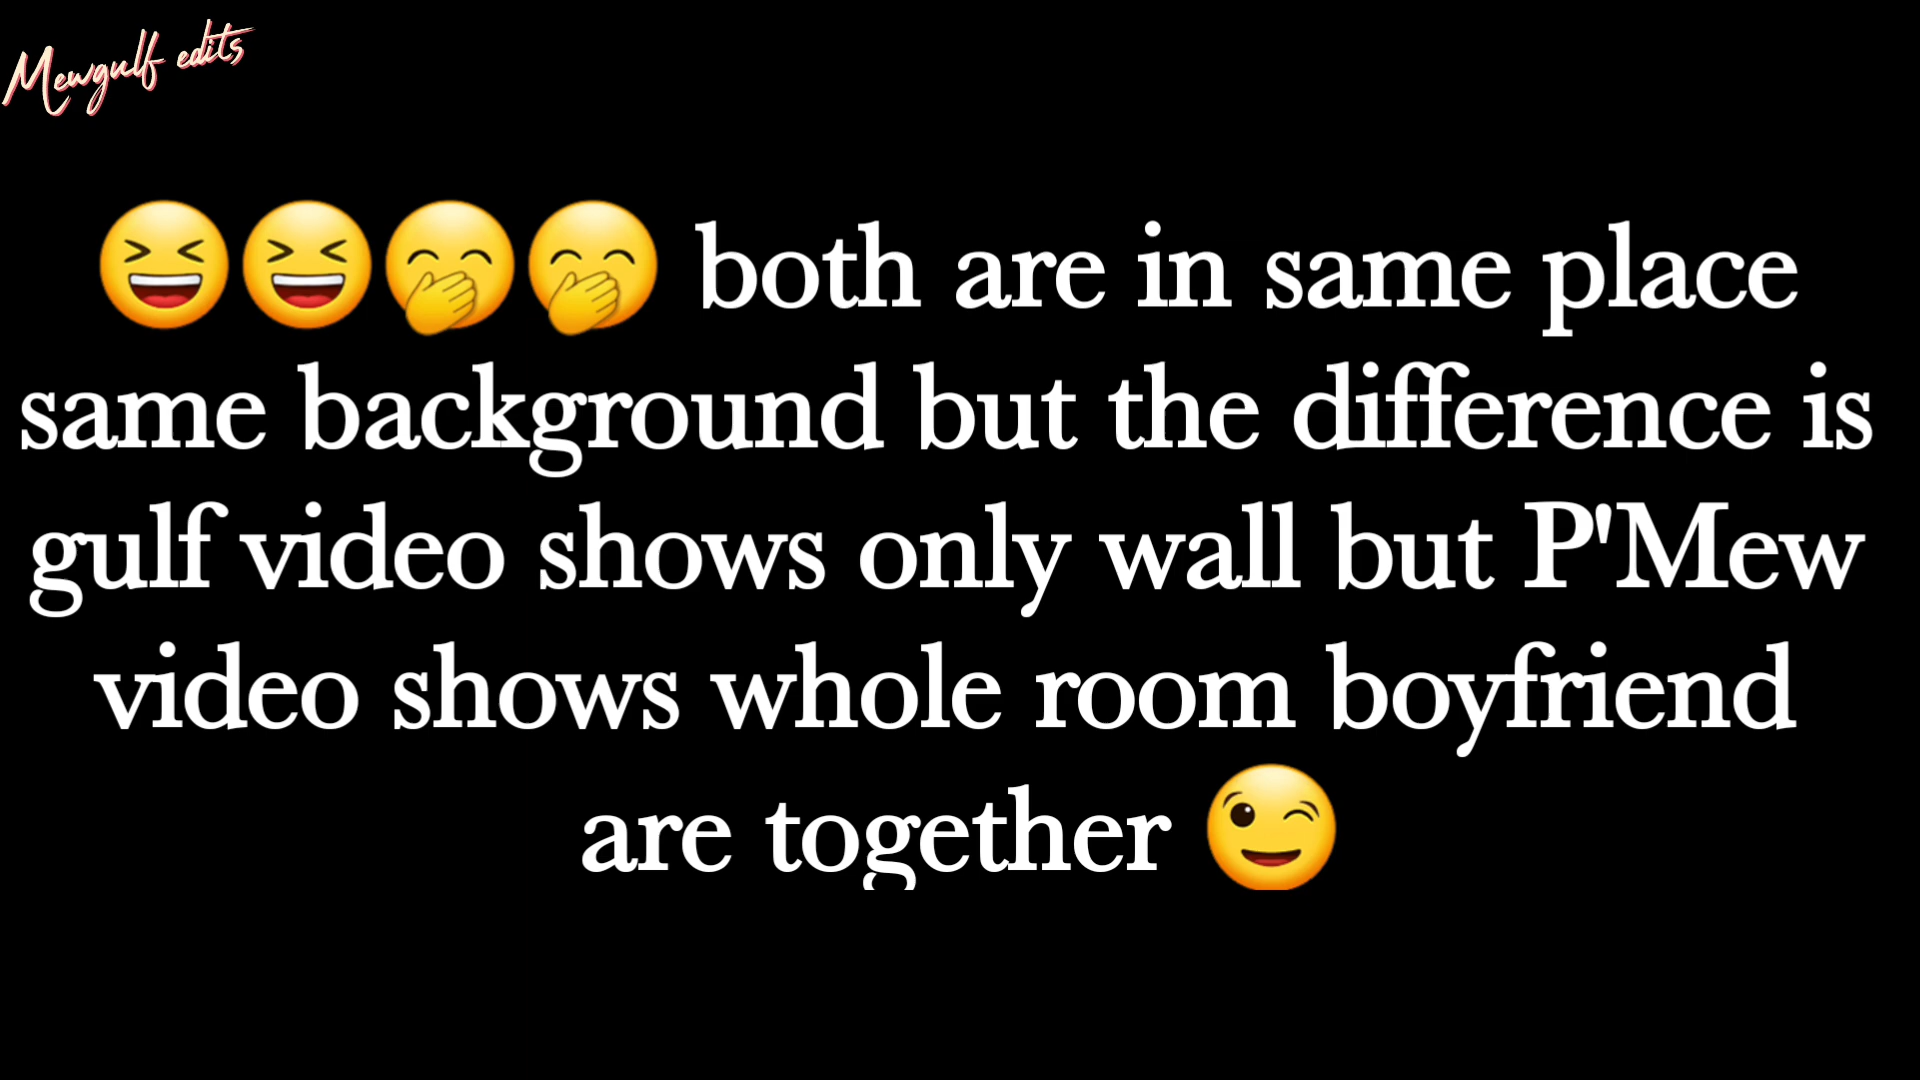 Mewgulf edits
😆😆🤭🤭 both are in same place
same background but the difference is
gulf video shows only wall but P'Mew
video shows whole room boyfriend
are together 😉